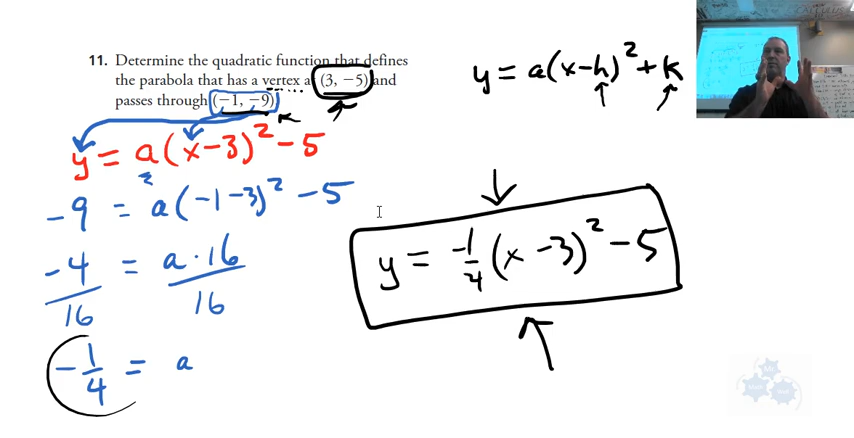 11. Determine the quadratic function that defines
the parabola that has a vertex at (3, −5) and
passes through (−1, −9)
y = a(x-h)² + k
y = a(x-3)² - 5
-9 = a(-1-3)² - 5
-4/16 = a·16/16
-1/4 = a
y = -1/4(x-3)² - 5